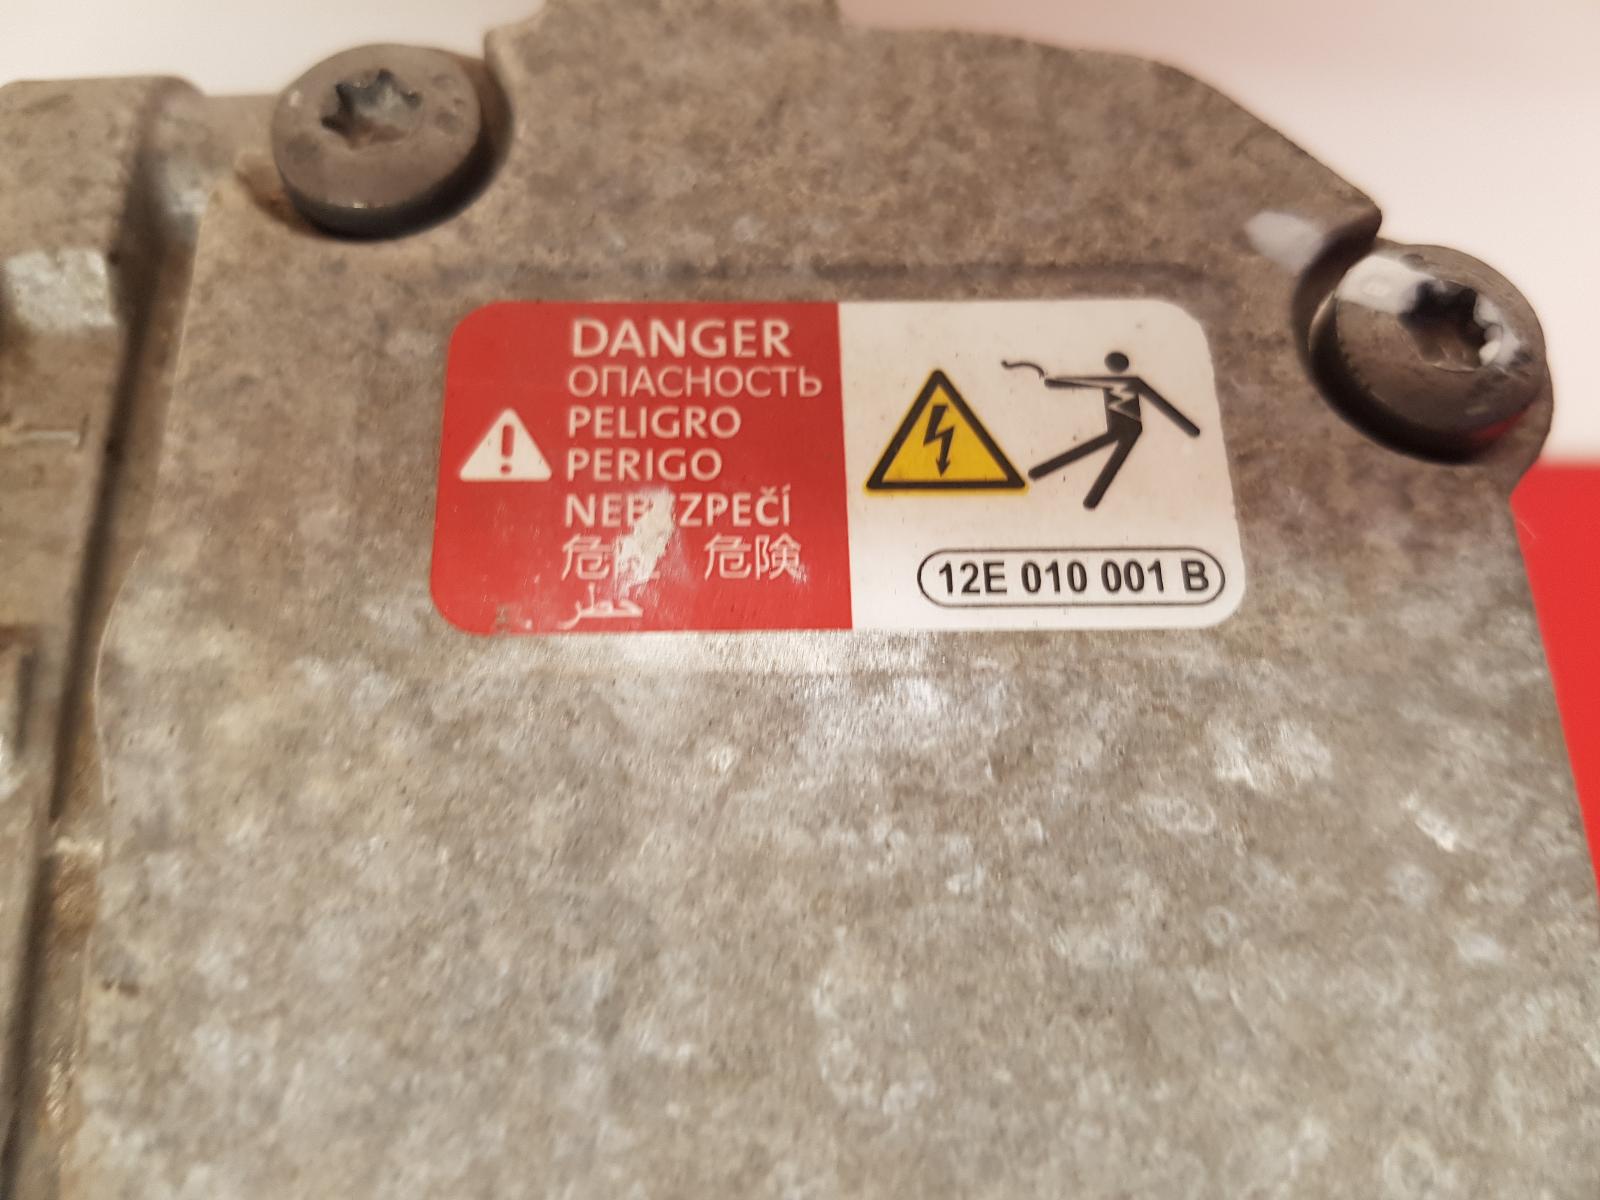 DANGER
ОПАСНОСТЬ
PELIGRO
PERIGO
危険
خطر
12E 010 001 B